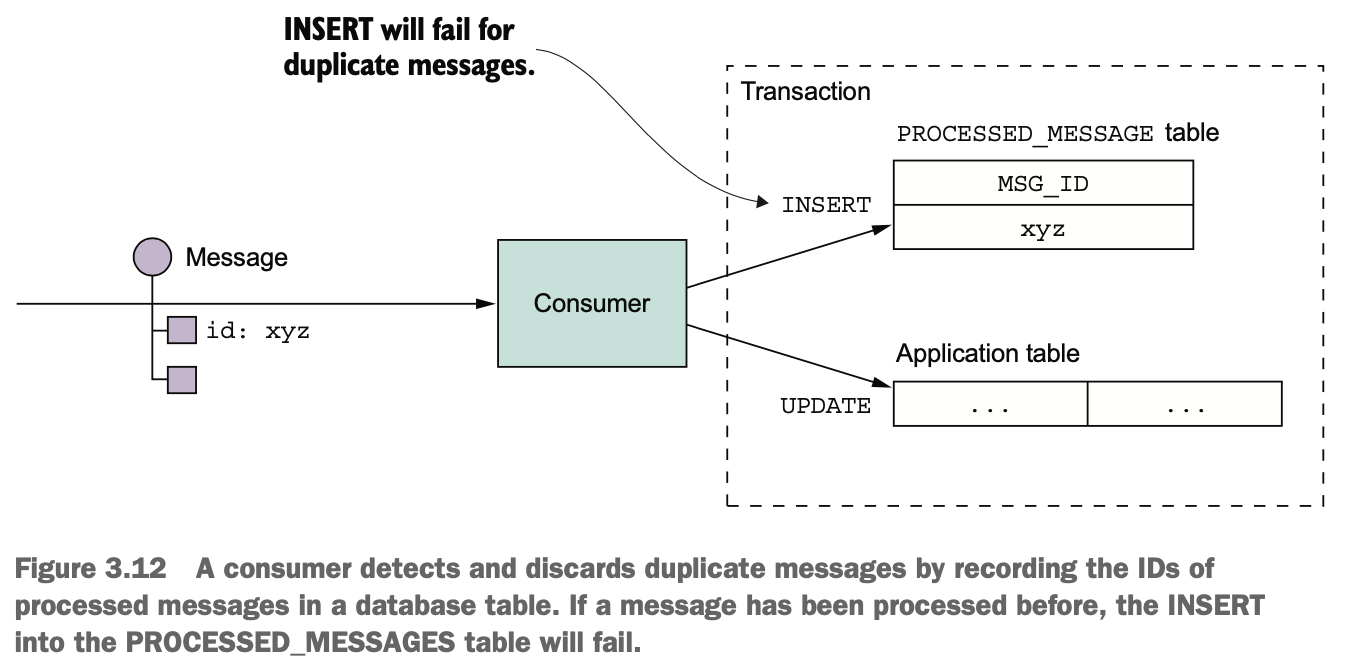 INSERT will fail for
duplicate messages.
Transaction
PROCESSED_MESSAGE table
MSG_ID
INSERT
xyz
Message
Consumer
id: xyz
Application table
UPDATE
...
...
Figure 3.12 A consumer detects and discards duplicate messages by recording the IDs of
processed messages in a database table. If a message has been processed before, the INSERT
into the PROCESSED_MESSAGES table will fail.